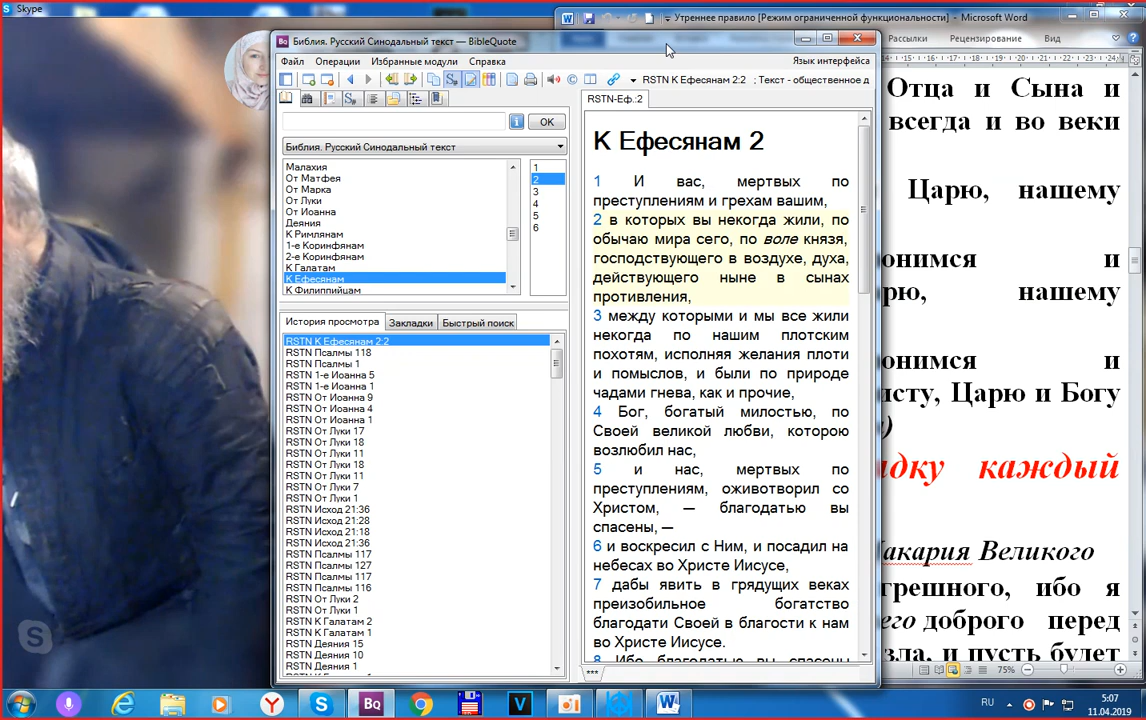 Skype
Утреннее правило [Режим ограниченной функциональности] - Microsoft Word
Рассылки Рецензирование Вид
Библия. Русский Синодальный текст — BibleQuote
Файл Операции Избранные модули Справка Язык интерфейса
RSTN К Ефесянам 2:2 ; Текст - общественное д
RSTN-Еф.:2
OK
Библия. Русский Синодальный текст
Малахия
От Матфея
От Марка
От Луки
От Иоанна
Деяния
К Римлянам
1-е Коринфянам
2-е Коринфянам
К Галатам
К Ефесянам
К Филиппийцам
1
2
3
4
5
6
История просмотра Закладки Быстрый поиск
RSTN К Ефесянам 2:2
RSTN Псалмы 118
RSTN Псалмы 1
RSTN 1-е Иоанна 5
RSTN 1-е Иоанна 1
RSTN От Иоанна 9
RSTN От Иоанна 4
RSTN От Иоанна 1
RSTN От Луки 17
RSTN От Луки 18
RSTN От Луки 11
RSTN От Луки 18
RSTN От Луки 11
RSTN От Луки 7
RSTN От Луки 1
RSTN Исход 21:36
RSTN Исход 21:28
RSTN Исход 21:18
RSTN Исход 21:36
RSTN Псалмы 117
RSTN Псалмы 127
RSTN Псалмы 117
RSTN Псалмы 116
RSTN От Луки 2
RSTN От Луки 1
RSTN К Галатам 2
RSTN К Галатам 1
RSTN Деяния 15
RSTN Деяния 10
RSTN Деяния 1
К Ефесянам 2
1 И вас, мертвых по
преступлениям и грехам вашим,
2 в которых вы некогда жили, по
обычаю мира сего, по воле князя,
господствующего в воздухе, духа,
действующего ныне в сынах
противления,
3 между которыми и мы все жили
некогда по нашим плотским
похотям, исполняя желания плоти
и помыслов, и были по природе
чадами гнева, как и прочие,
4 Бог, богатый милостью, по
Своей великой любви, которою
возлюбил нас,
5 и нас, мертвых по
преступлениям, оживотворил со
Христом, — благодатью вы
спасены, —
6 и воскресил с Ним, и посадил на
небесах во Христе Иисусе,
7 дабы явить в грядущих веках
преизобильное богатство
благодати Своей в благости к нам
во Христе Иисусе.
8 Ибо благодатью вы спасены
Отца и Сына и
всегда и во веки
Царю, нашему
онимся и
рю, нашему
онимся и
исту, Царю и Богу
)
дку каждый
Макария Великого
грешного, ибо я
его доброго перед
зла, и пусть будет
75%
RU
5:07
11.04.2019